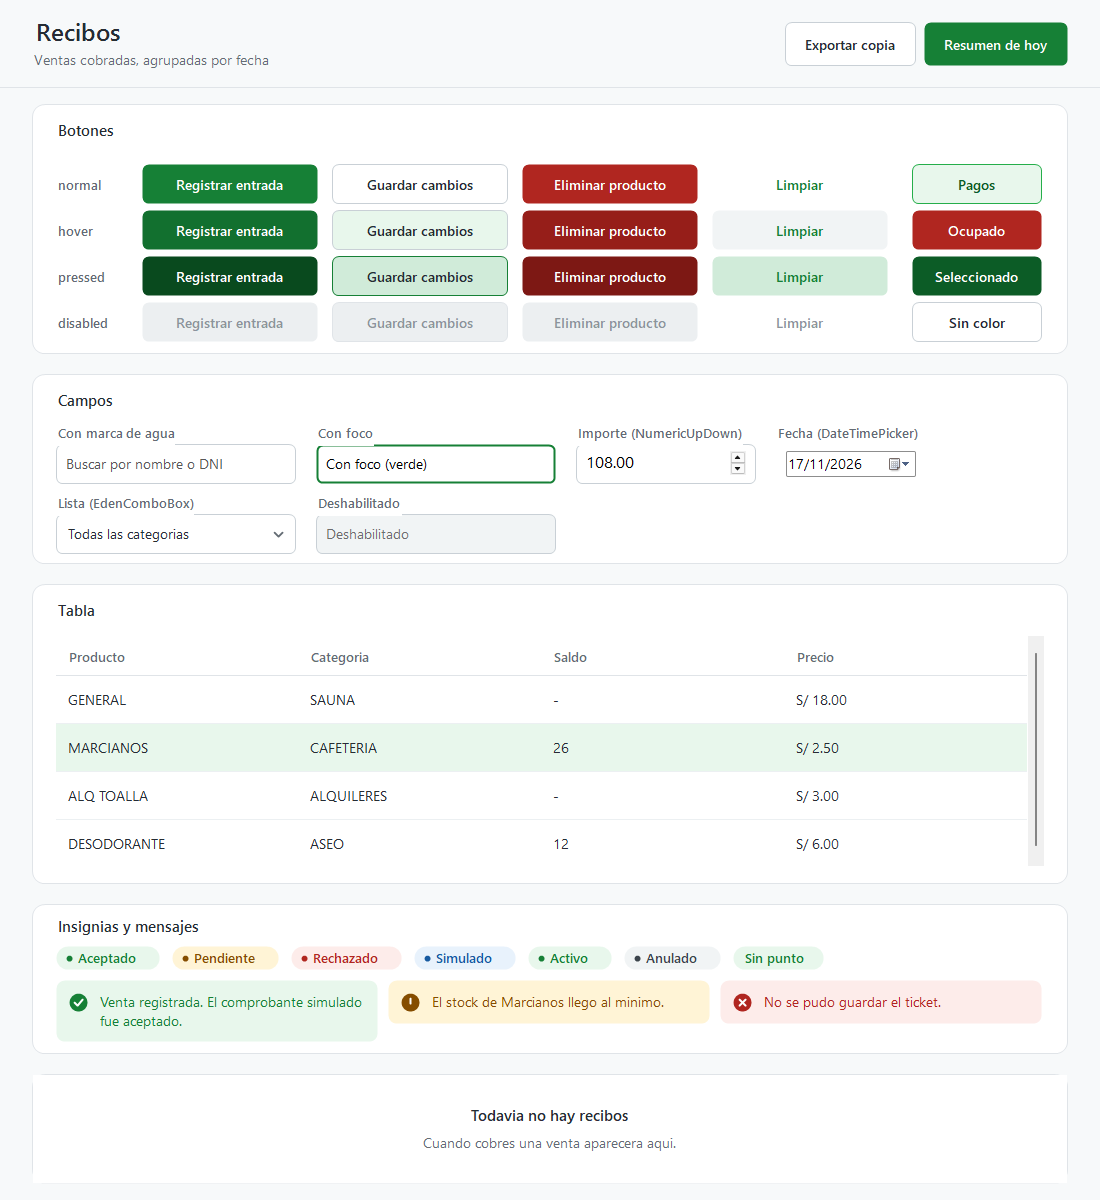 Recibos
Ventas cobradas, agrupadas por fecha
Exportar copia
Resumen de hoy
Botones
normal
Registrar entrada
Guardar cambios
Eliminar producto
Limpiar
Pagos
hover
Registrar entrada
Guardar cambios
Eliminar producto
Limpiar
Ocupado
pressed
Registrar entrada
Guardar cambios
Eliminar producto
Limpiar
Seleccionado
disabled
Registrar entrada
Guardar cambios
Eliminar producto
Limpiar
Sin color
Campos
Con marca de agua
Con foco
Importe (NumericUpDown)
Fecha (DateTimePicker)
Buscar por nombre o DNI
Con foco (verde)
108.00
17/11/2026
Lista (EdenComboBox)
Deshabilitado
Todas las categorias
Deshabilitado
Tabla
Producto
Categoria
Saldo
Precio
GENERAL
SAUNA
-
S/ 18.00
MARCIANOS
CAFETERIA
26
S/ 2.50
ALQ TOALLA
ALQUILERES
-
S/ 3.00
DESODORANTE
ASEO
12
S/ 6.00
Insignias y mensajes
Aceptado
Pendiente
Rechazado
Simulado
Activo
Anulado
Sin punto
Venta registrada. El comprobante simulado
fue aceptado.
El stock de Marcianos llego al minimo.
No se pudo guardar el ticket.
Todavia no hay recibos
Cuando cobres una venta aparecera aqui.